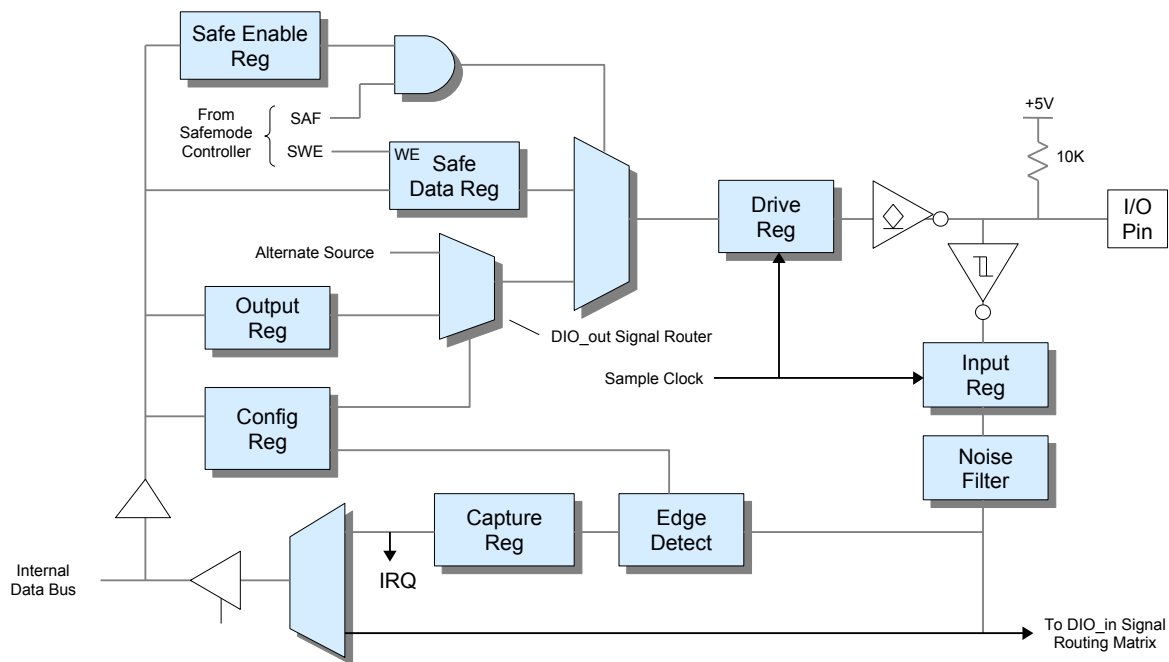 Safe Enable
Reg
From
Safemode
Controller
SAF
SWE
WE
Safe
Data Reg
+5V
10K
Drive
Reg
I/O
Pin
Alternate Source
Output
Reg
DIO_out Signal Router
Sample Clock
Input
Reg
Config
Reg
Noise
Filter
Capture
Reg
Edge
Detect
IRQ
Internal
Data Bus
To DIO_in Signal
Routing Matrix